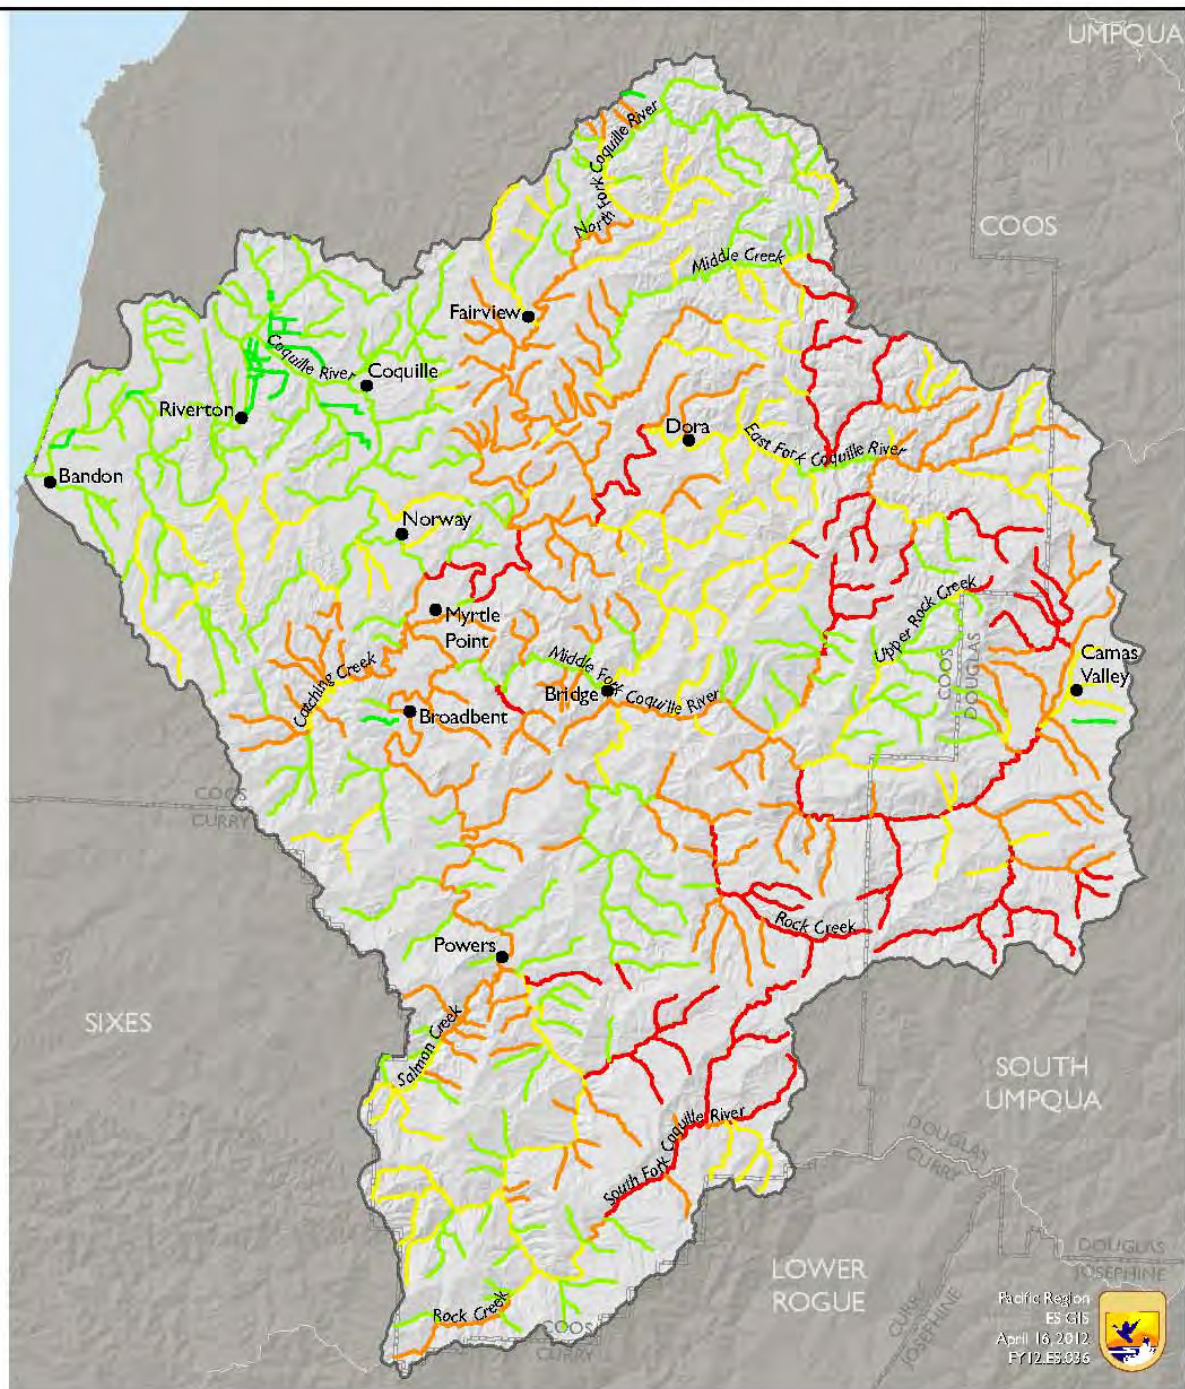 UMPQUA
COOS
North Fork Coquille River
Middle Creek
Fairview
Coquille River
Coquille
Riverton
Dora
East Fork Coquille River
Bandon
Norway
Myrtle
Point
Upper Rock Creek
COOS
DOUGLAS
Camas
Valley
Catching Creek
Middle Fork Coquille River
Bridge
Broadbent
COOS
CURRY
Rock Creek
Powers
SIXES
Salmon Creek
SOUTH
UMPQUA
South Fork Coquille River
DOUGLAS
CURRY
LOWER
ROGUE
DOUGLAS
JOSEPHINE
Rock Creek
COOS
CURRY
CURRY
JOSEPHINE
Pacific Region
ES GIS
April 16, 2012
FY12.ES.036